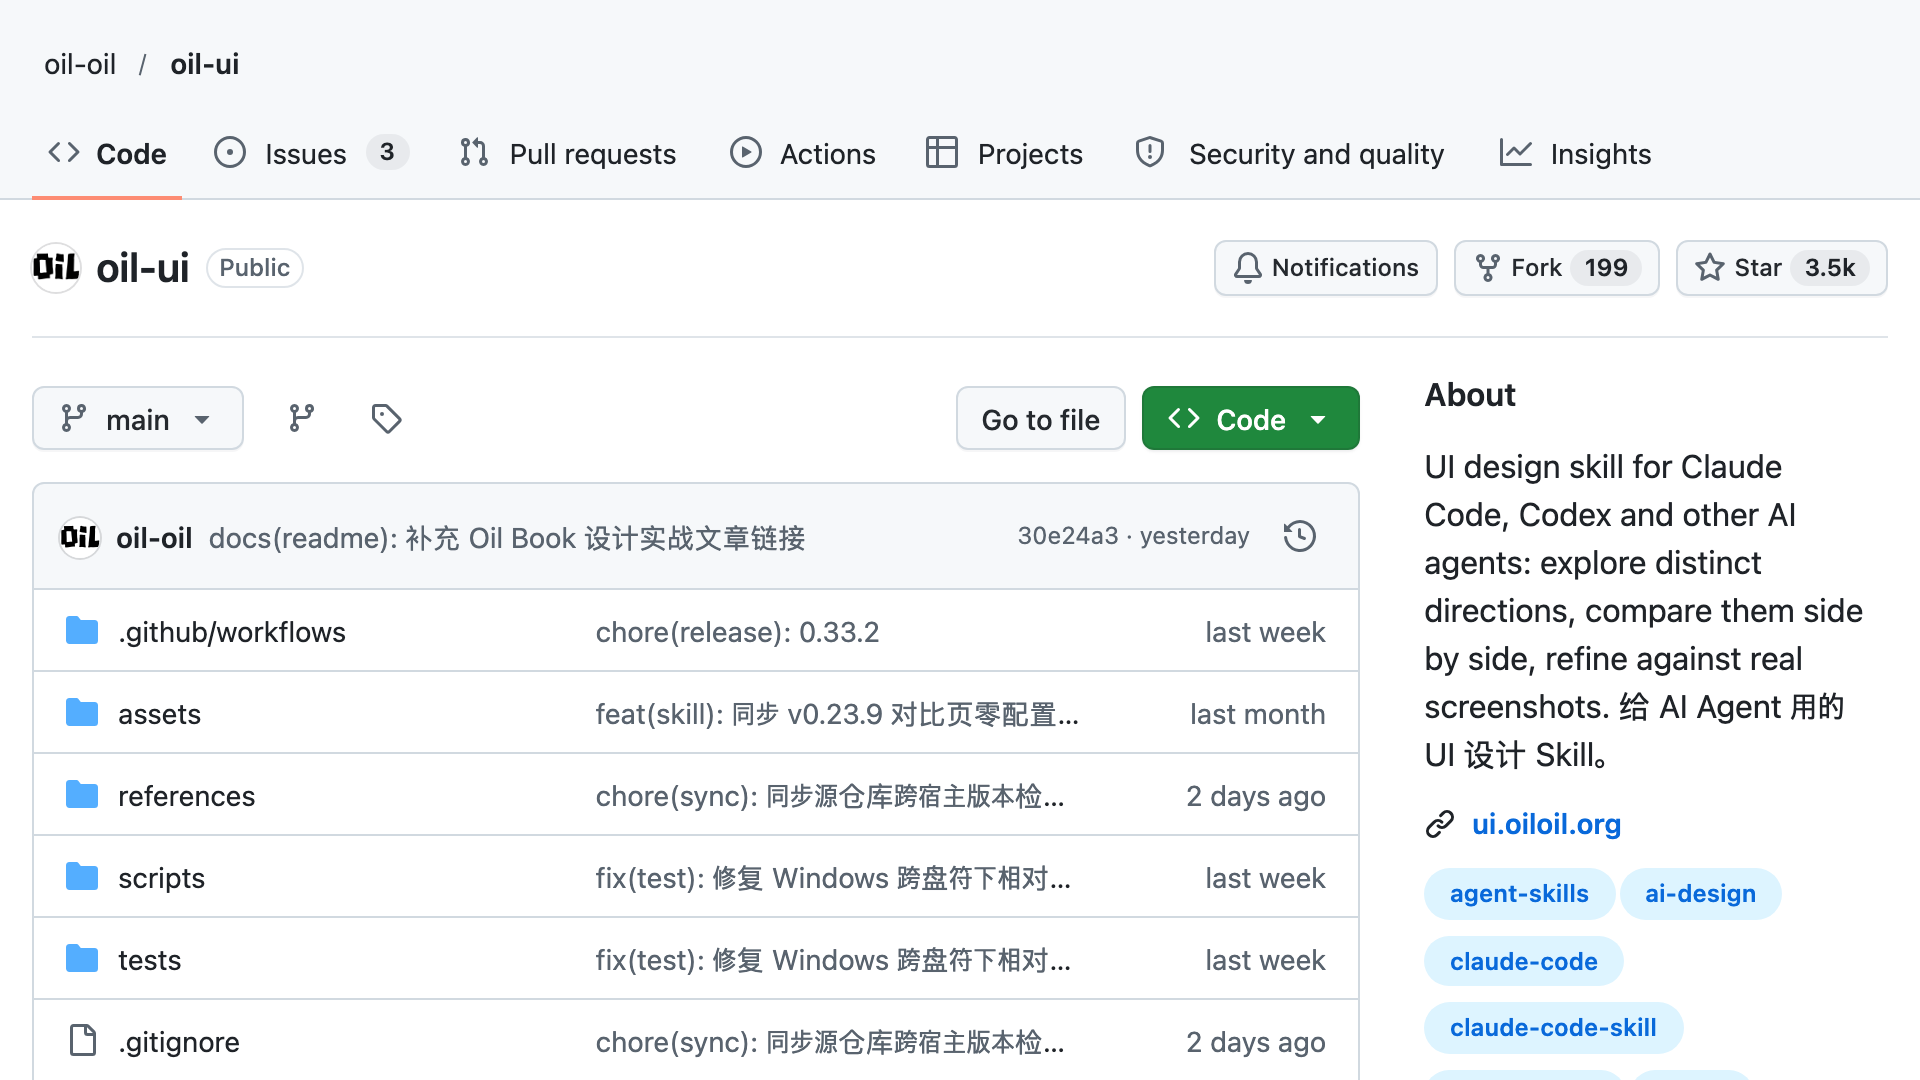 oil-oil / oil-ui
Code Issues 3 Pull requests Actions Projects Security and quality Insights
OiL oil-ui Public Notifications Fork 199 Star 3.5k
main Go to file Code
OiL oil-oil docs(readme): 补充 Oil Book 设计实战文章链接 30e24a3 · yesterday
.github/workflows chore(release): 0.33.2 last week
assets feat(skill): 同步 v0.23.9 对比页零配置... last month
references chore(sync): 同步源仓库跨宿主版本检... 2 days ago
scripts fix(test): 修复 Windows 跨盘符下相对... last week
tests fix(test): 修复 Windows 跨盘符下相对... last week
.gitignore chore(sync): 同步源仓库跨宿主版本检... 2 days ago
About
UI design skill for Claude
Code, Codex and other AI
agents: explore distinct
directions, compare them side
by side, refine against real
screenshots. 给 AI Agent 用的
UI 设计 Skill。
ui.oiloil.org
agent-skills ai-design
claude-code
claude-code-skill